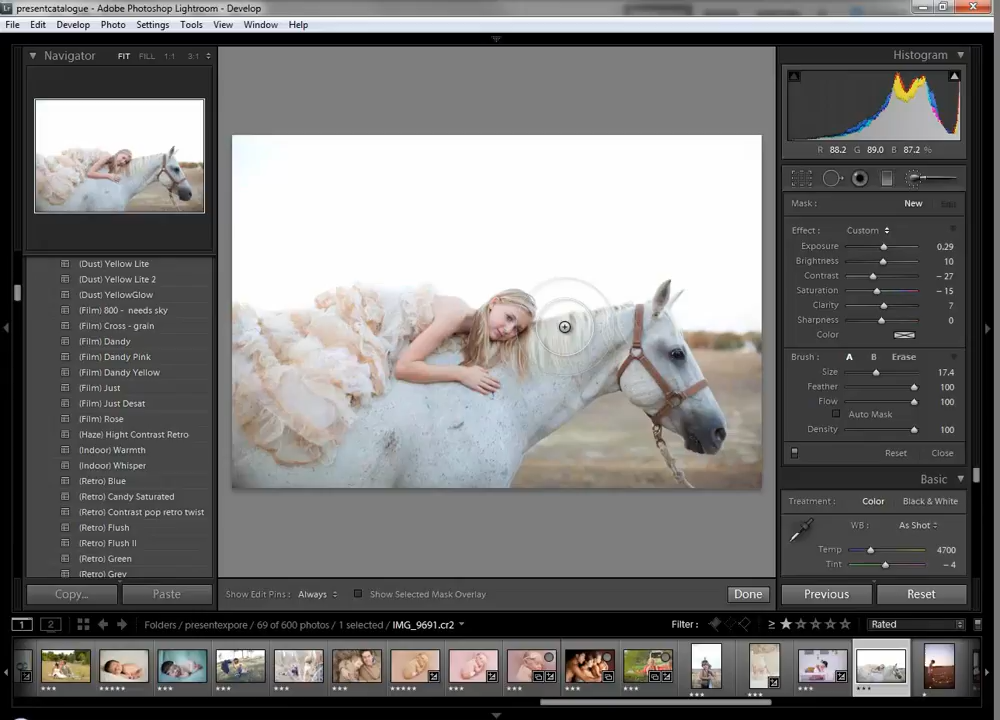 presentcatalogue - Adobe Photoshop Lightroom - Develop
File Edit Develop Photo Settings Tools View Window Help
Navigator FIT FILL 1:1 3:1
(Dust) Yellow Lite
(Dust) Yellow Lite 2
(Dust) YellowGlow
(Film) 800 - needs sky
(Film) Cross - grain
(Film) Dandy
(Film) Dandy Pink
(Film) Dandy Yellow
(Film) Just
(Film) Just Desat
(Film) Rose
(Haze) Hight Contrast Retro
(Indoor) Warmth
(Indoor) Whisper
(Retro) Blue
(Retro) Candy Saturated
(Retro) Contrast pop retro twist
(Retro) Flush
(Retro) Flush II
(Retro) Green
(Retro) Grey
Copy... Paste
Show Edit Pins : Always Show Selected Mask Overlay Done
Histogram
R 88.2 G 89.0 B 87.2 %
Mask : New
Effect : Custom
Exposure 0.29
Brightness 10
Contrast - 27
Saturation - 15
Clarity 7
Sharpness 0
Color
Brush : A B Erase
Size 17.4
Feather 100
Flow 100
Auto Mask
Density 100
Reset Close
Basic
Treatment : Color Black & White
WB : As Shot
Temp 4700
Tint - 4
Previous Reset
1 2 Folders / presentexpore / 69 of 600 photos / 1 selected / IMG_9691.cr2 Filter : Rated